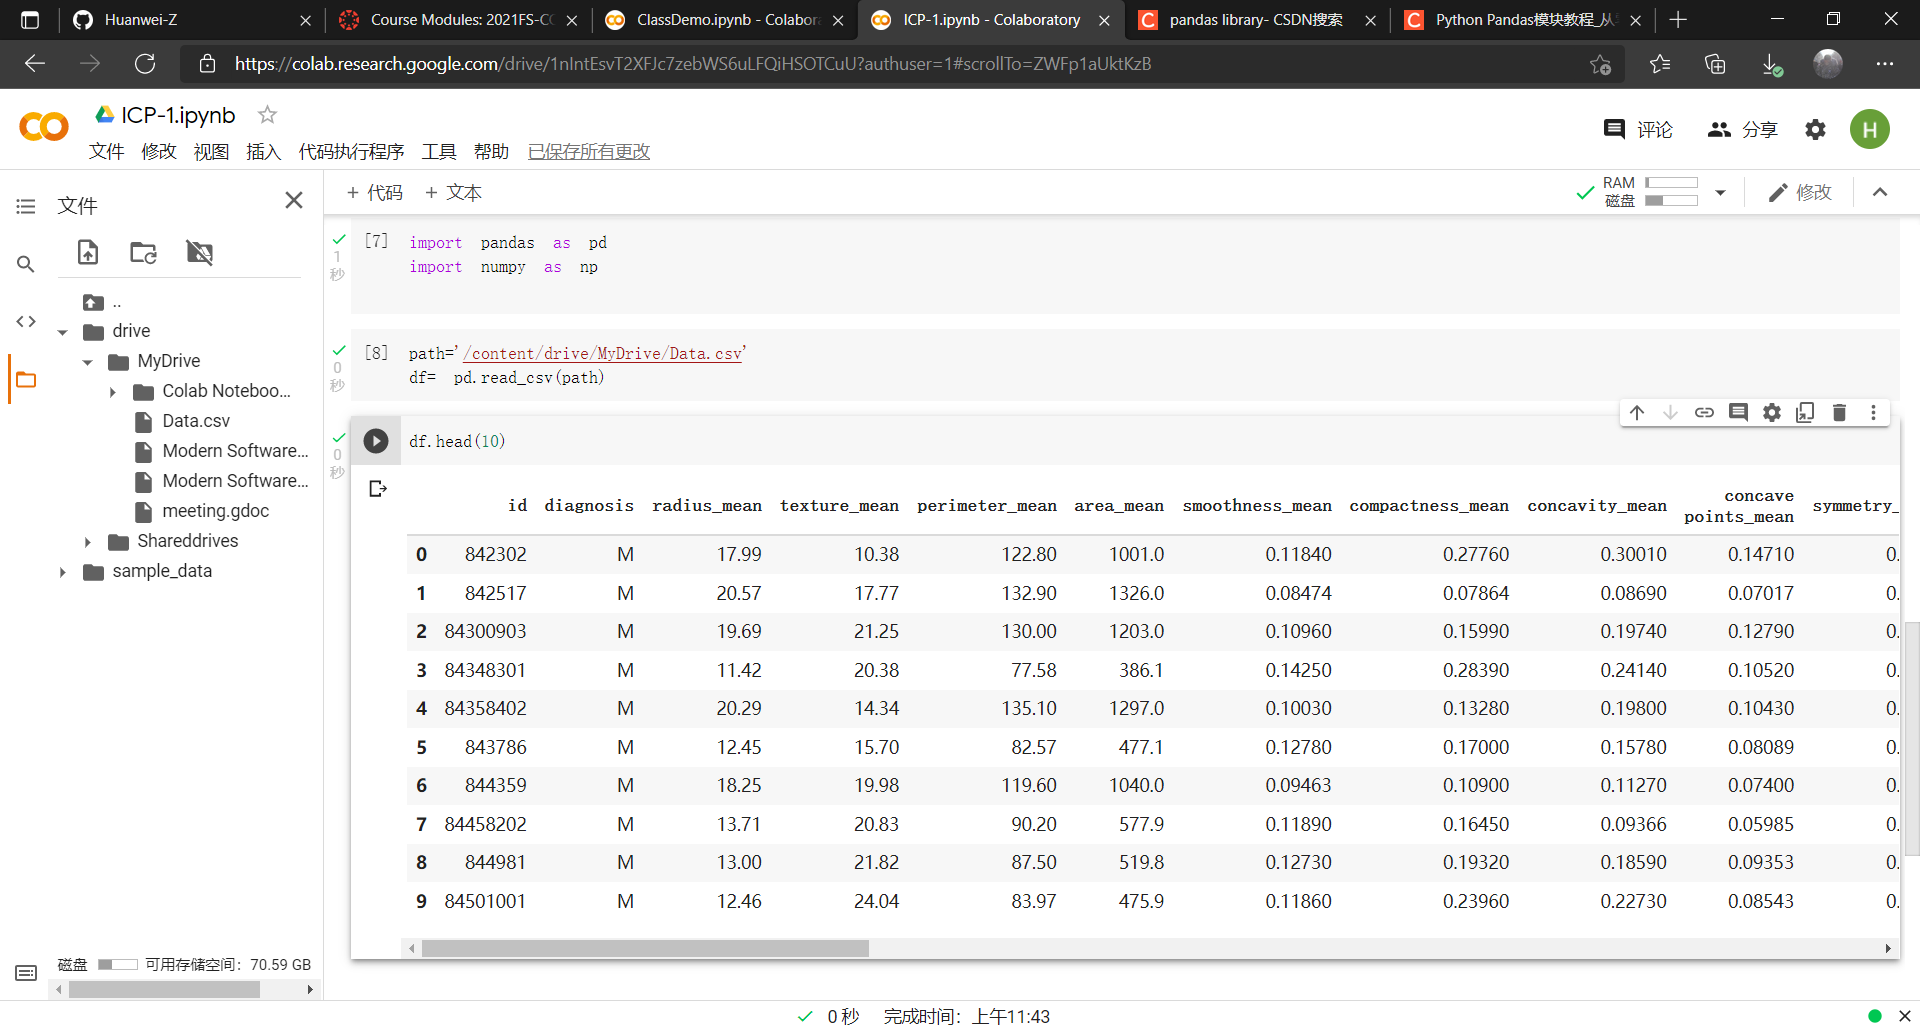 Huanwei-Z
Course Modules: 2021FS-CO
ClassDemo.ipynb - Colabora
ICP-1.ipynb - Colaboratory
pandas library- CSDN搜索
Python Pandas模块教程_从
https://colab.research.google.com/drive/1nIntEsvT2XFJc7zebWS6uLFQiHSOTCuU?authuser=1#scrollTo=ZWFp1aUktKzB
ICP-1.ipynb
评论 分享 H
文件 修改 视图 插入 代码执行程序 工具 帮助 已保存所有更改
文件
+ 代码 + 文本
RAM
磁盘
修改
..
drive
MyDrive
Colab Noteboo...
Data.csv
Modern Software...
Modern Software...
meeting.gdoc
Shareddrives
sample_data
磁盘 可用存储空间: 70.59 GB
1 秒
[7] import pandas as pd
import numpy as np
0 秒
[8] path='/content/drive/MyDrive/Data.csv'
df= pd.read_csv(path)
0 秒
df.head(10)
id diagnosis radius_mean texture_mean perimeter_mean area_mean smoothness_mean compactness_mean concavity_mean concave points_mean symmetry_
0 842302 M 17.99 10.38 122.80 1001.0 0.11840 0.27760 0.30010 0.14710 0.
1 842517 M 20.57 17.77 132.90 1326.0 0.08474 0.07864 0.08690 0.07017 0.
2 84300903 M 19.69 21.25 130.00 1203.0 0.10960 0.15990 0.19740 0.12790 0.
3 84348301 M 11.42 20.38 77.58 386.1 0.14250 0.28390 0.24140 0.10520 0.
4 84358402 M 20.29 14.34 135.10 1297.0 0.10030 0.13280 0.19800 0.10430 0.
5 843786 M 12.45 15.70 82.57 477.1 0.12780 0.17000 0.15780 0.08089 0.
6 844359 M 18.25 19.98 119.60 1040.0 0.09463 0.10900 0.11270 0.07400 0.
7 84458202 M 13.71 20.83 90.20 577.9 0.11890 0.16450 0.09366 0.05985 0.
8 844981 M 13.00 21.82 87.50 519.8 0.12730 0.19320 0.18590 0.09353 0.
9 84501001 M 12.46 24.04 83.97 475.9 0.11860 0.23960 0.22730 0.08543 0.
0 秒 完成时间: 上午11:43